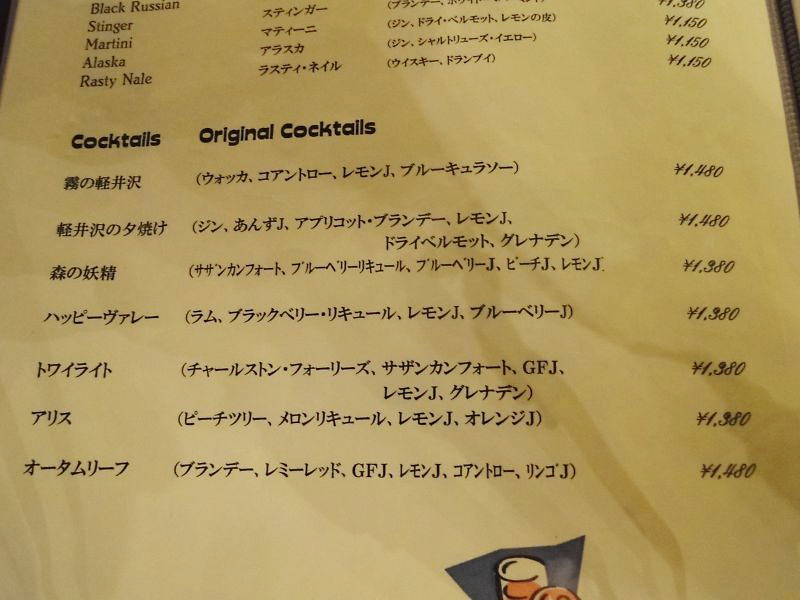 Black Russian
Stinger スティンガー ¥1,380
Martini マティーニ (ジン、ドライ・ベルモット、レモンの皮) ¥1,150
Alaska アラスカ (ジン、シャルトリューズ・イエロー) ¥1,150
Rasty Nale ラスティ・ネイル (ウイスキー、ドランブイ) ¥1,150
Cocktails Original Cocktails
霧の軽井沢 (ウォッカ、コアントロー、レモンJ、ブルーキュラソー) ¥1,480
軽井沢の夕焼け (ジン、あんずJ、アプリコット・ブランデー、レモンJ、 ¥1,480
ドライベルモット、グレナデン)
森の妖精 (サザンカンフォート、ブルーベリーリキュール、ブルーベリーJ、ピーチJ、レモンJ) ¥1,380
ハッピーヴァレー (ラム、ブラックベリー・リキュール、レモンJ、ブルーベリーJ) ¥1,380
トワイライト (チャールストン・フォーリーズ、サザンカンフォート、GFJ、 ¥1,380
レモンJ、グレナデン)
アリス (ピーチツリー、メロンリキュール、レモンJ、オレンジJ) ¥1,380
オータムリーフ (ブランデー、レミーレッド、GFJ、レモンJ、コアントロー、リンゴJ) ¥1,480